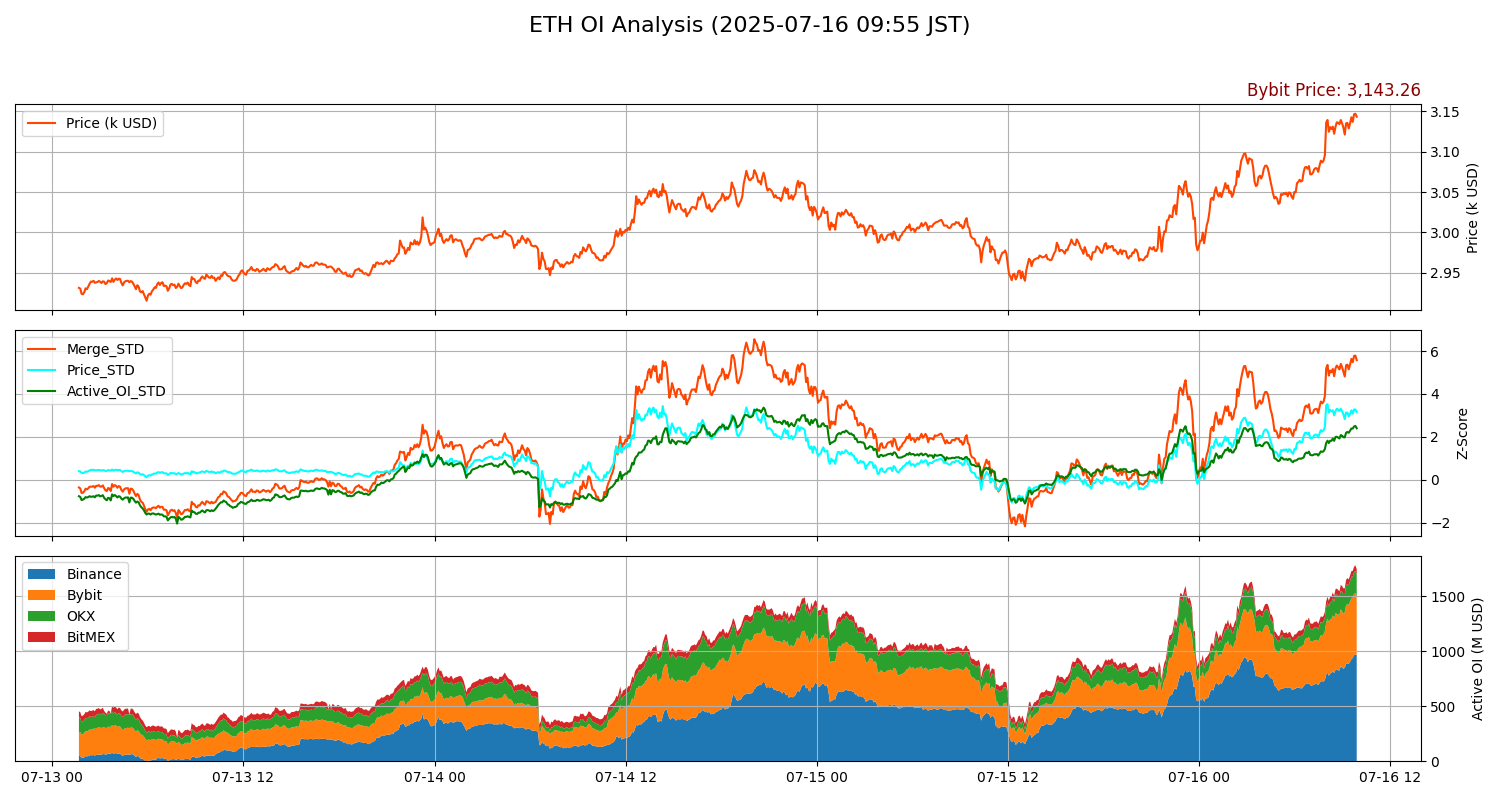 ETH OI Analysis (2025-07-16 09:55 JST)
Bybit Price: 3,143.26
Price (k USD)
3.15
3.10
3.05
3.00
2.95
Price (k USD)
Merge_STD
Price_STD
Active_OI_STD
6
4
2
0
−2
Z-Score
Binance
Bybit
OKX
BitMEX
1500
1000
500
0
Active OI (M USD)
07-13 00
07-13 12
07-14 00
07-14 12
07-15 00
07-15 12
07-16 00
07-16 12